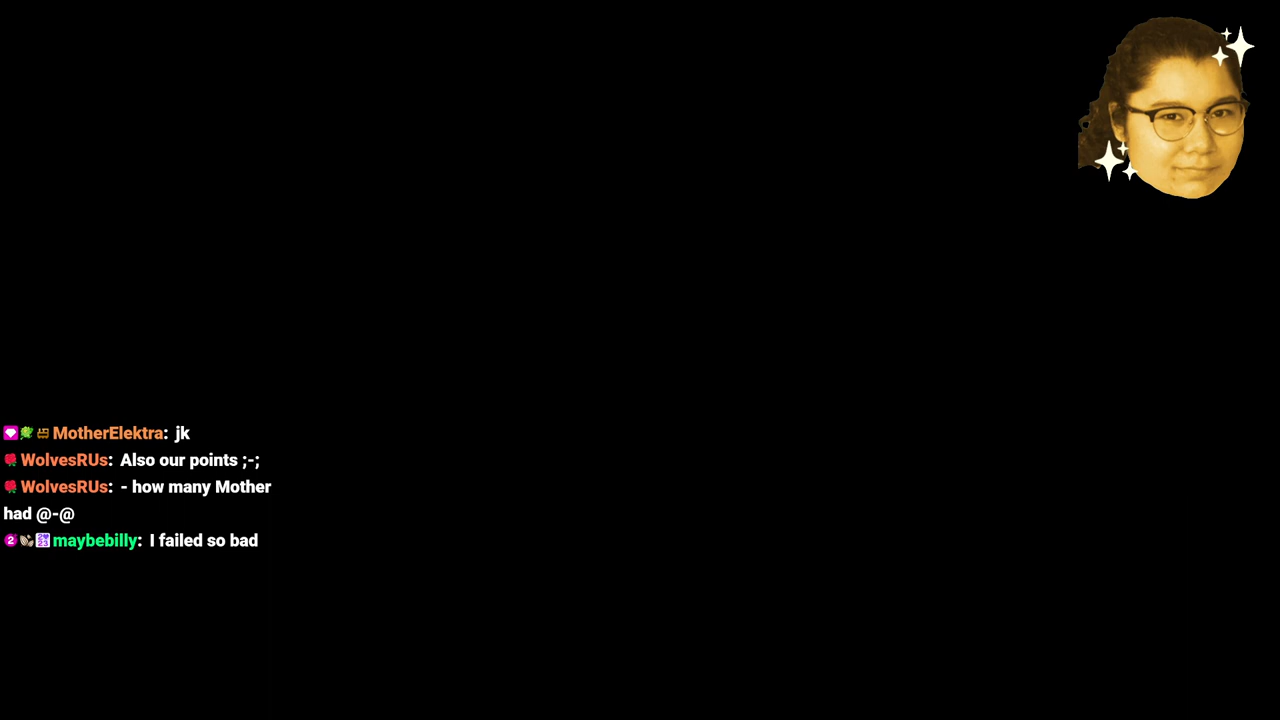 MotherElektra: jk
WolvesRUs: Also our points ;-;
WolvesRUs: - how many Mother
had @-@
maybebilly: I failed so bad